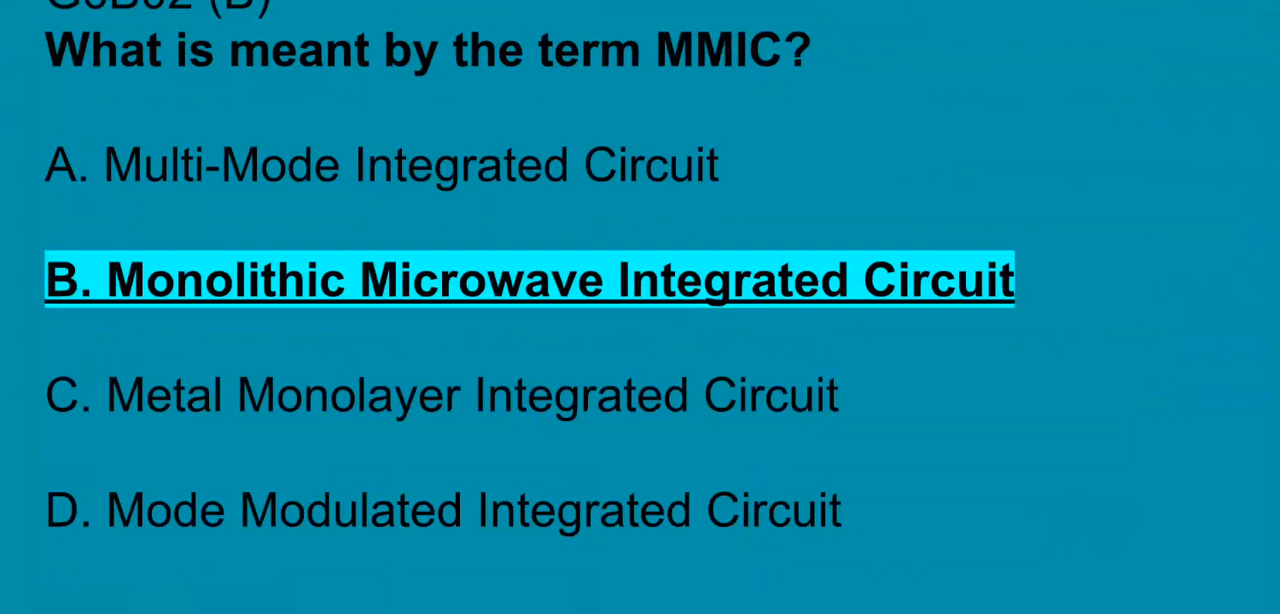 What is meant by the term MMIC?
A. Multi-Mode Integrated Circuit
B. Monolithic Microwave Integrated Circuit
C. Metal Monolayer Integrated Circuit
D. Mode Modulated Integrated Circuit